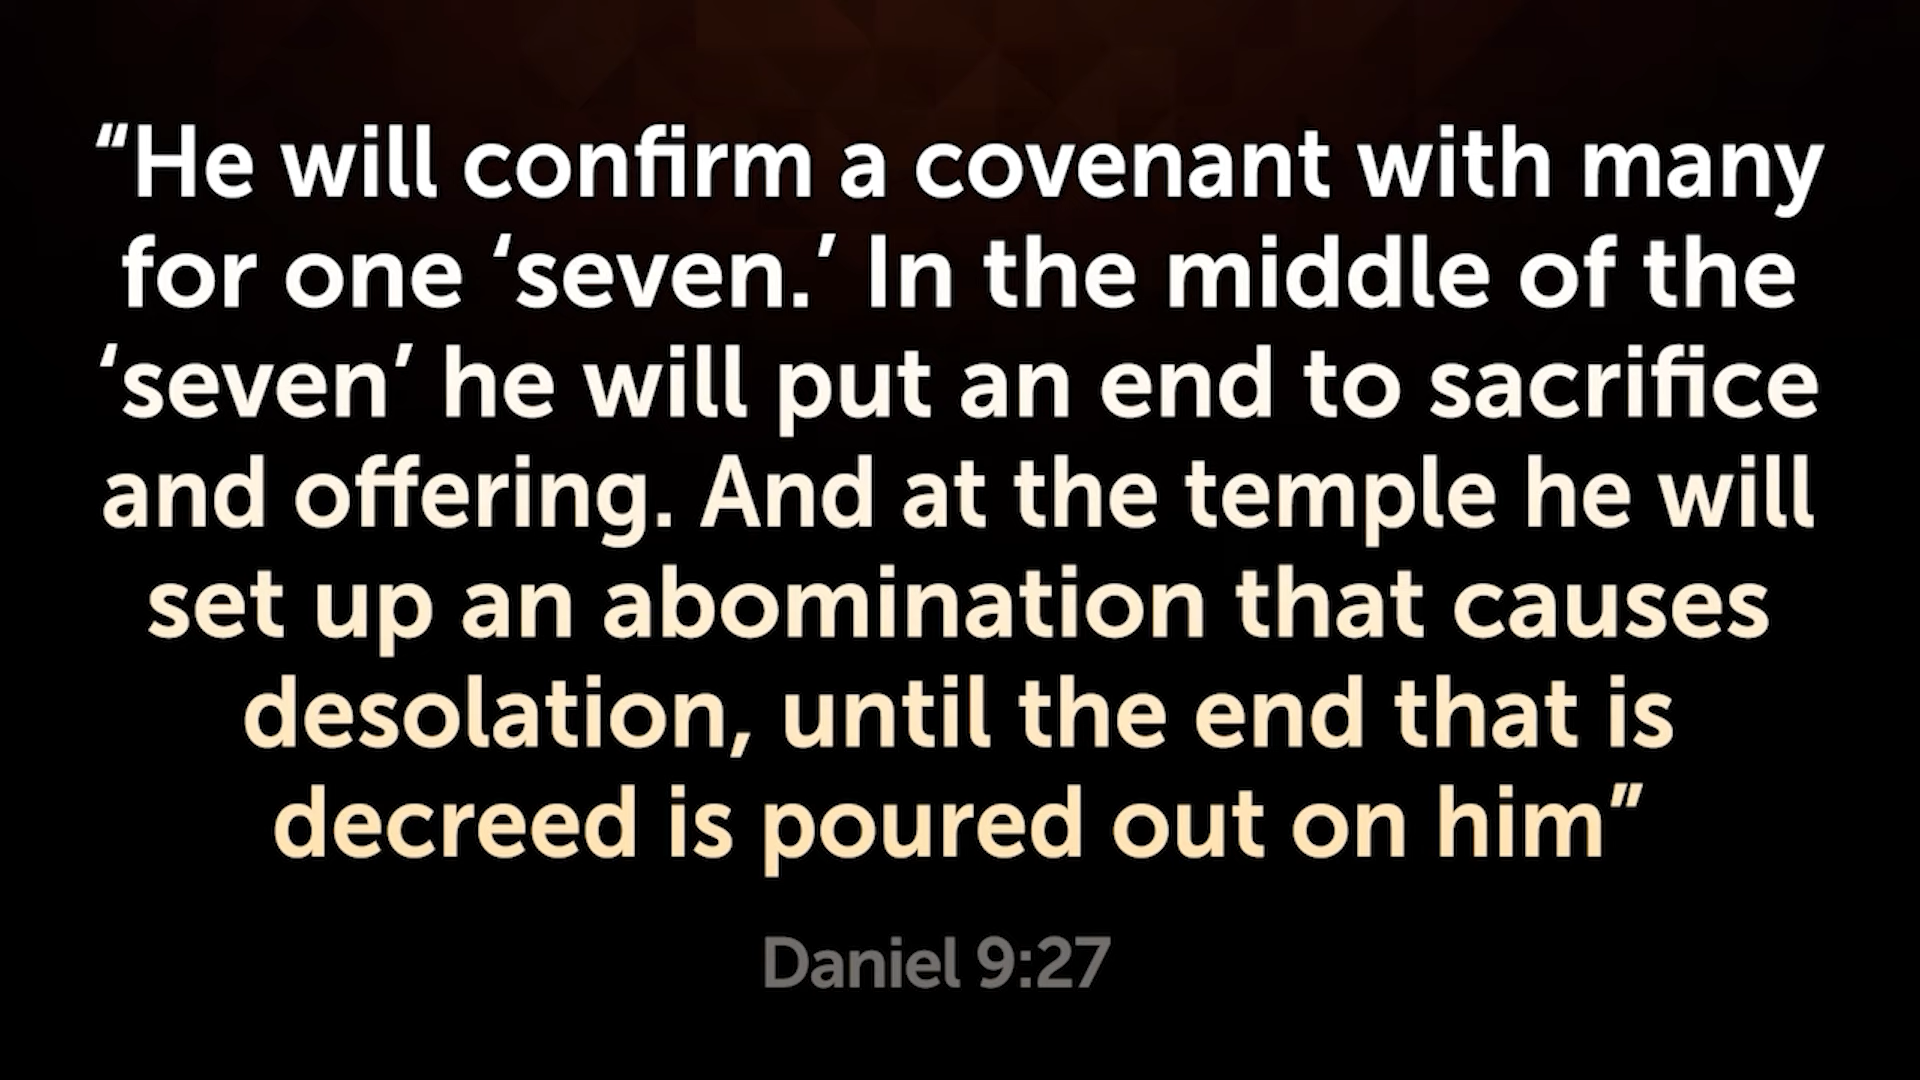 “He will confirm a covenant with many
for one ‘seven.’ In the middle of the
‘seven’ he will put an end to sacrifice
and offering. And at the temple he will
set up an abomination that causes
desolation, until the end that is
decreed is poured out on him”
Daniel 9:27